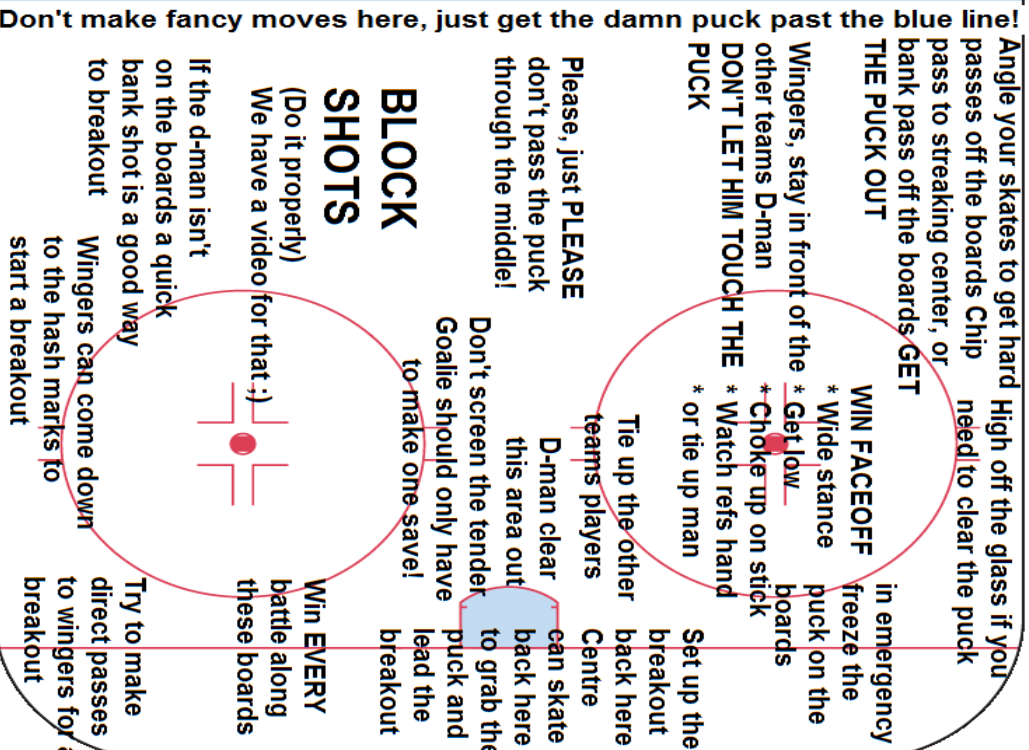 Don't make fancy moves here, just get the damn puck past the blue line!
Angle your skates to get hard
passes off the boards Chip
pass to streaking center, or
bank pass off the boards GET
THE PUCK OUT
High off the glass if you
need to clear the puck
Wingers, stay in front of the
other teams D-man
DON'T LET HIM TOUCH THE
PUCK
WIN FACEOFF
* Wide stance
* Get low
* Choke up on stick
* Watch refs hand
* or tie up man
in emergency
freeze the
puck on the
boards
Please, just PLEASE
don't pass the puck
through the middle!
Tie up the other
teams players
D-man clear
this area out
Don't screen the tender
Goalie should only have
to make one save!
Set up the
breakout
back here
Centre
can skate
back here
to grab the
puck and
lead the
breakout
BLOCK
SHOTS
(Do it properly)
We have a video for that ;)
If the d-man isn't
on the boards a quick
bank shot is a good way
to breakout
Wingers can come down
to the hash marks to
start a breakout
Win EVERY
battle along
these boards
Try to make
direct passes
to wingers for a
breakout